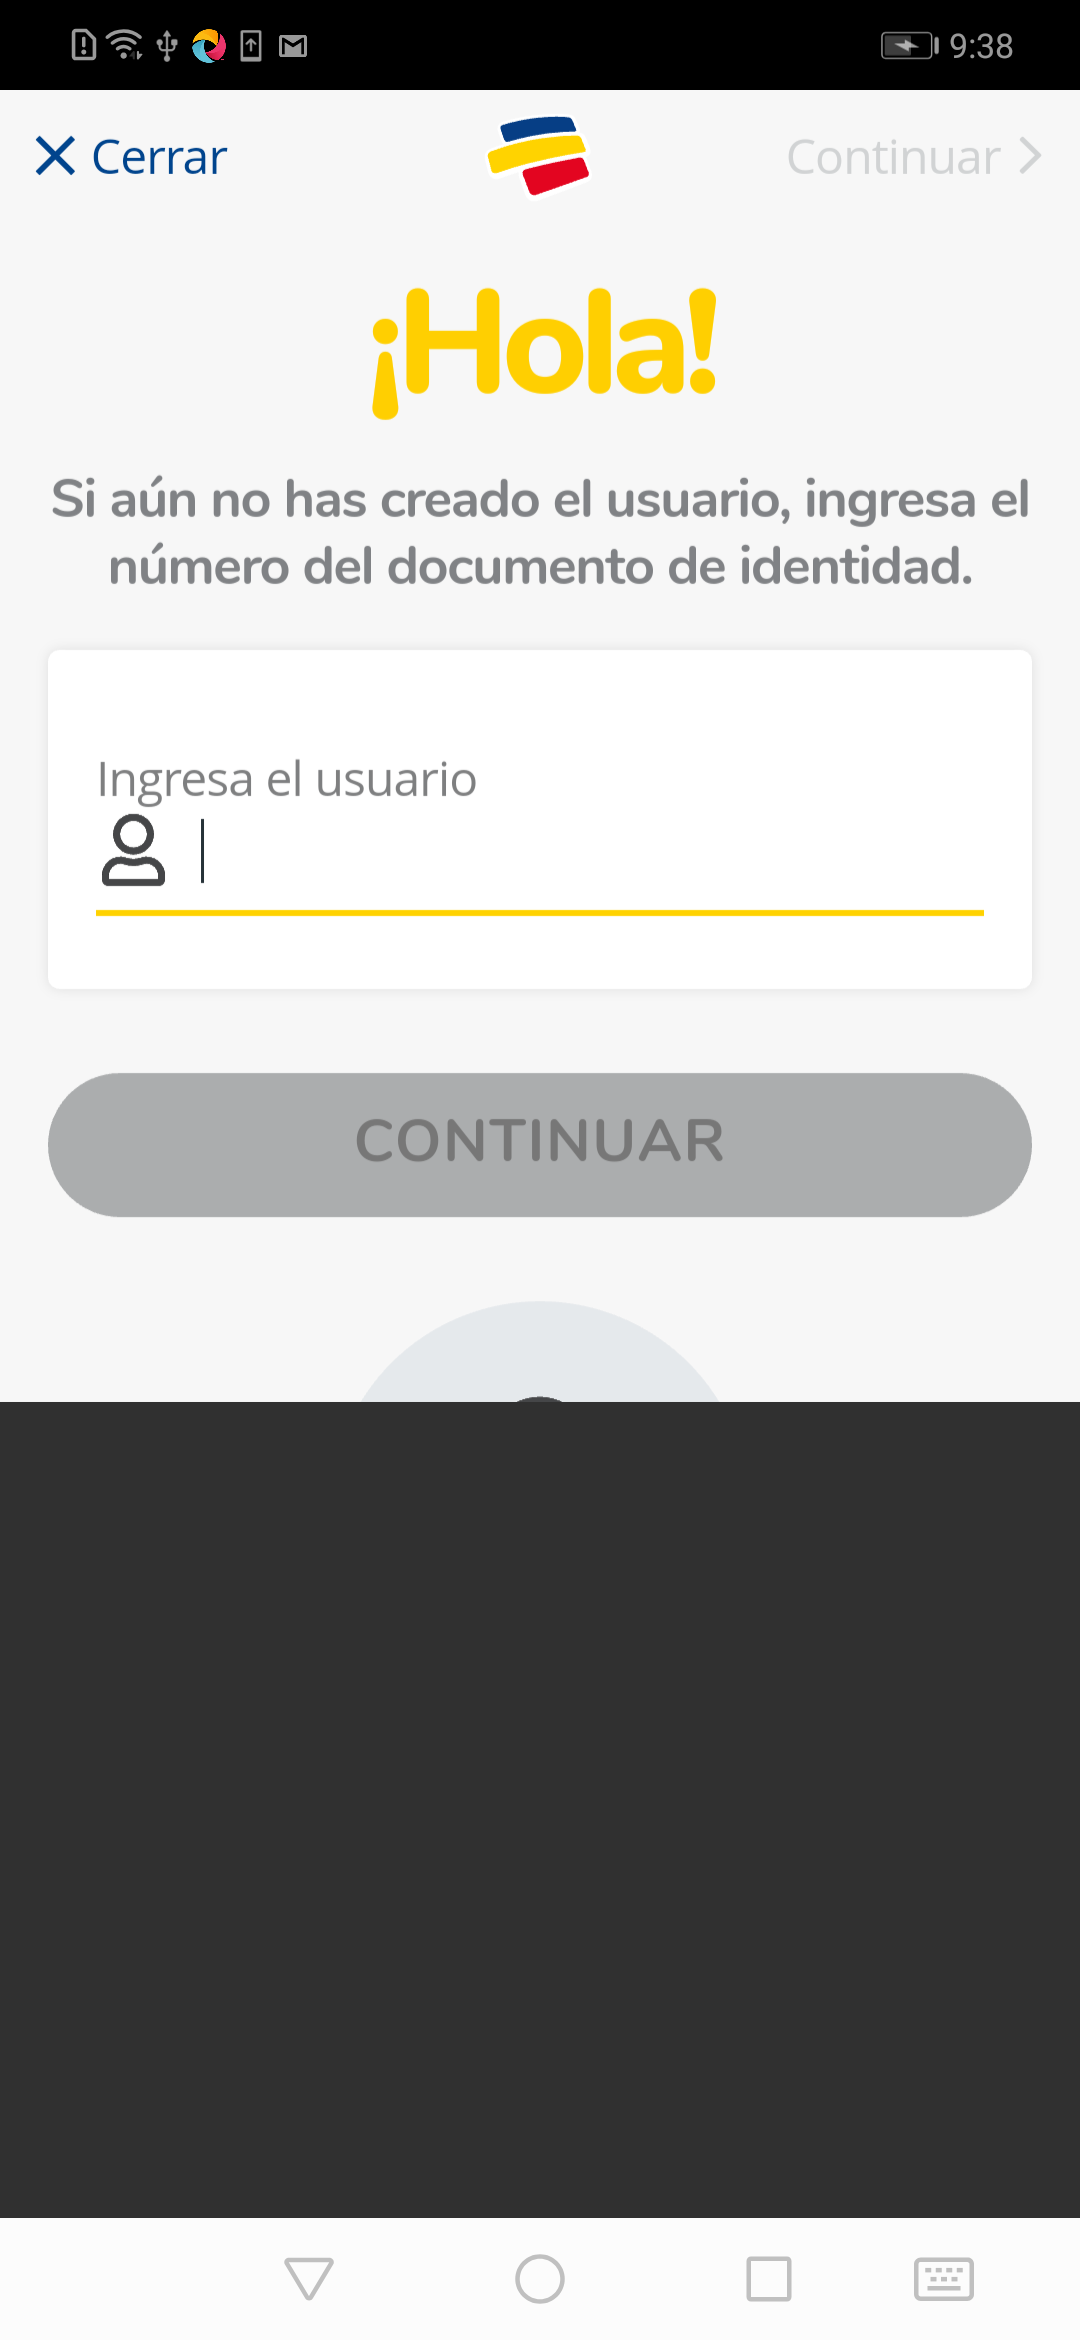 9:38
Cerrar
Continuar
¡Hola!
Si aún no has creado el usuario, ingresa el
número del documento de identidad.
Ingresa el usuario
CONTINUAR